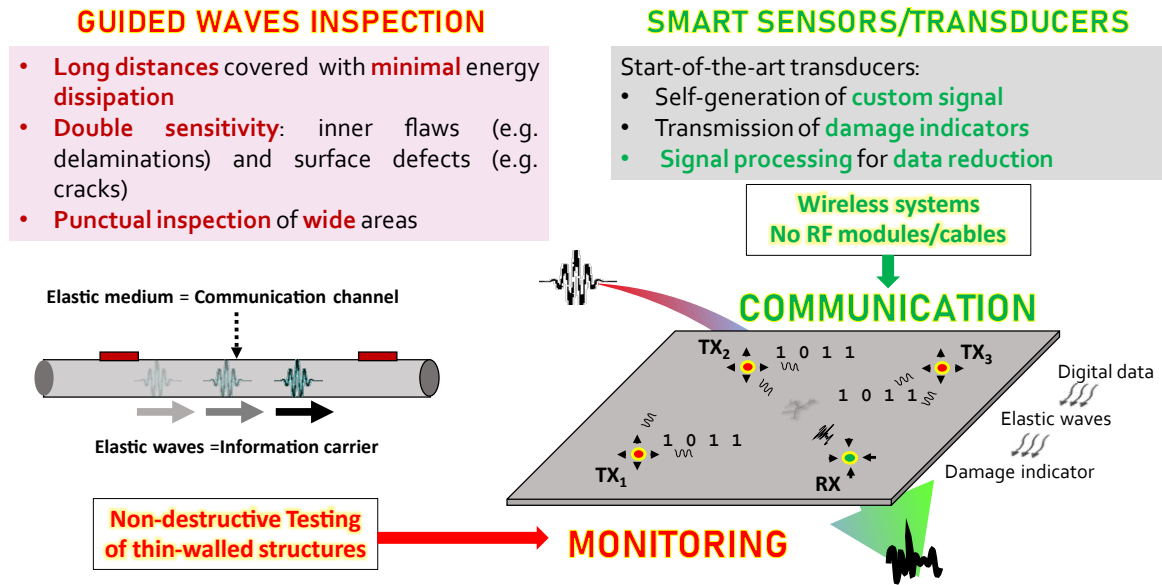 GUIDED WAVES INSPECTION
• Long distances covered with minimal energy
dissipation
• Double sensitivity: inner flaws (e.g.
delaminations) and surface defects (e.g.
cracks)
• Punctual inspection of wide areas
SMART SENSORS/TRANSDUCERS
Start-of-the-art transducers:
• Self-generation of custom signal
• Transmission of damage indicators
• Signal processing for data reduction
Wireless systems
No RF modules/cables
COMMUNICATION
Elastic medium = Communication channel
Elastic waves =Information carrier
TX2
1 0 1 1
TX3
1 0 1 1
TX1
1 0 1 1
RX
Digital data
Elastic waves
Damage indicator
Non-destructive Testing
of thin-walled structures
MONITORING